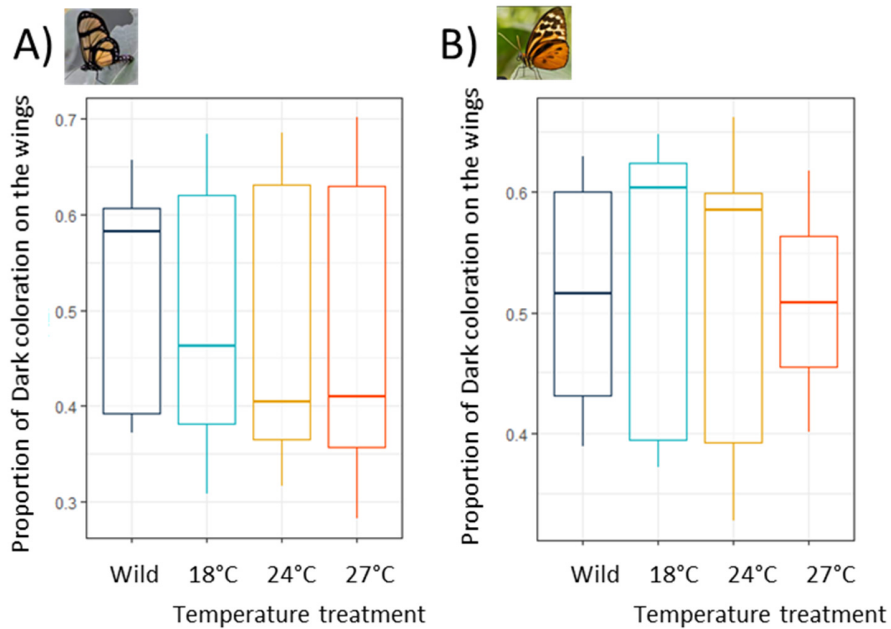 A)
Proportion of Dark coloration on the wings
0.7
0.6
0.5
0.4
0.3
Wild 18°C 24°C 27°C
Temperature treatment
B)
Proportion of Dark coloration on the wings
0.6
0.5
0.4
Wild 18°C 24°C 27°C
Temperature treatment